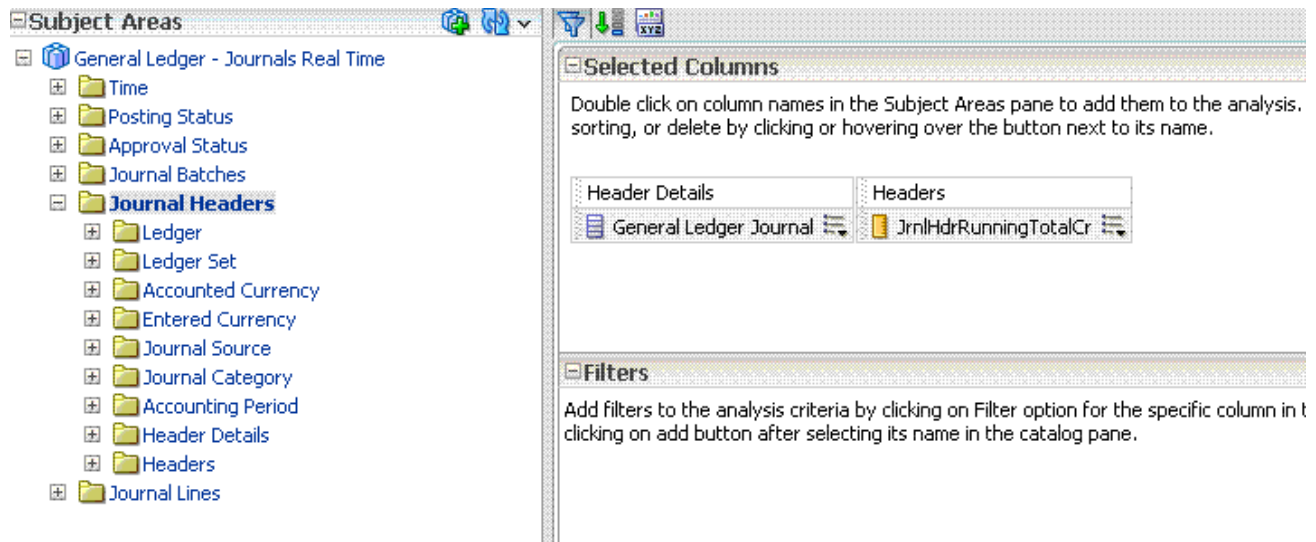 Subject Areas
General Ledger - Journals Real Time
Time
Posting Status
Approval Status
Journal Batches
Journal Headers
Ledger
Ledger Set
Accounted Currency
Entered Currency
Journal Source
Journal Category
Accounting Period
Header Details
Headers
Journal Lines
XYZ
Selected Columns
Double click on column names in the Subject Areas pane to add them to the analysis.
sorting, or delete by clicking or hovering over the button next to its name.
Header Details Headers
General Ledger Journal JrnlHdrRunningTotalCr
Filters
Add filters to the analysis criteria by clicking on Filter option for the specific column in
clicking on add button after selecting its name in the catalog pane.